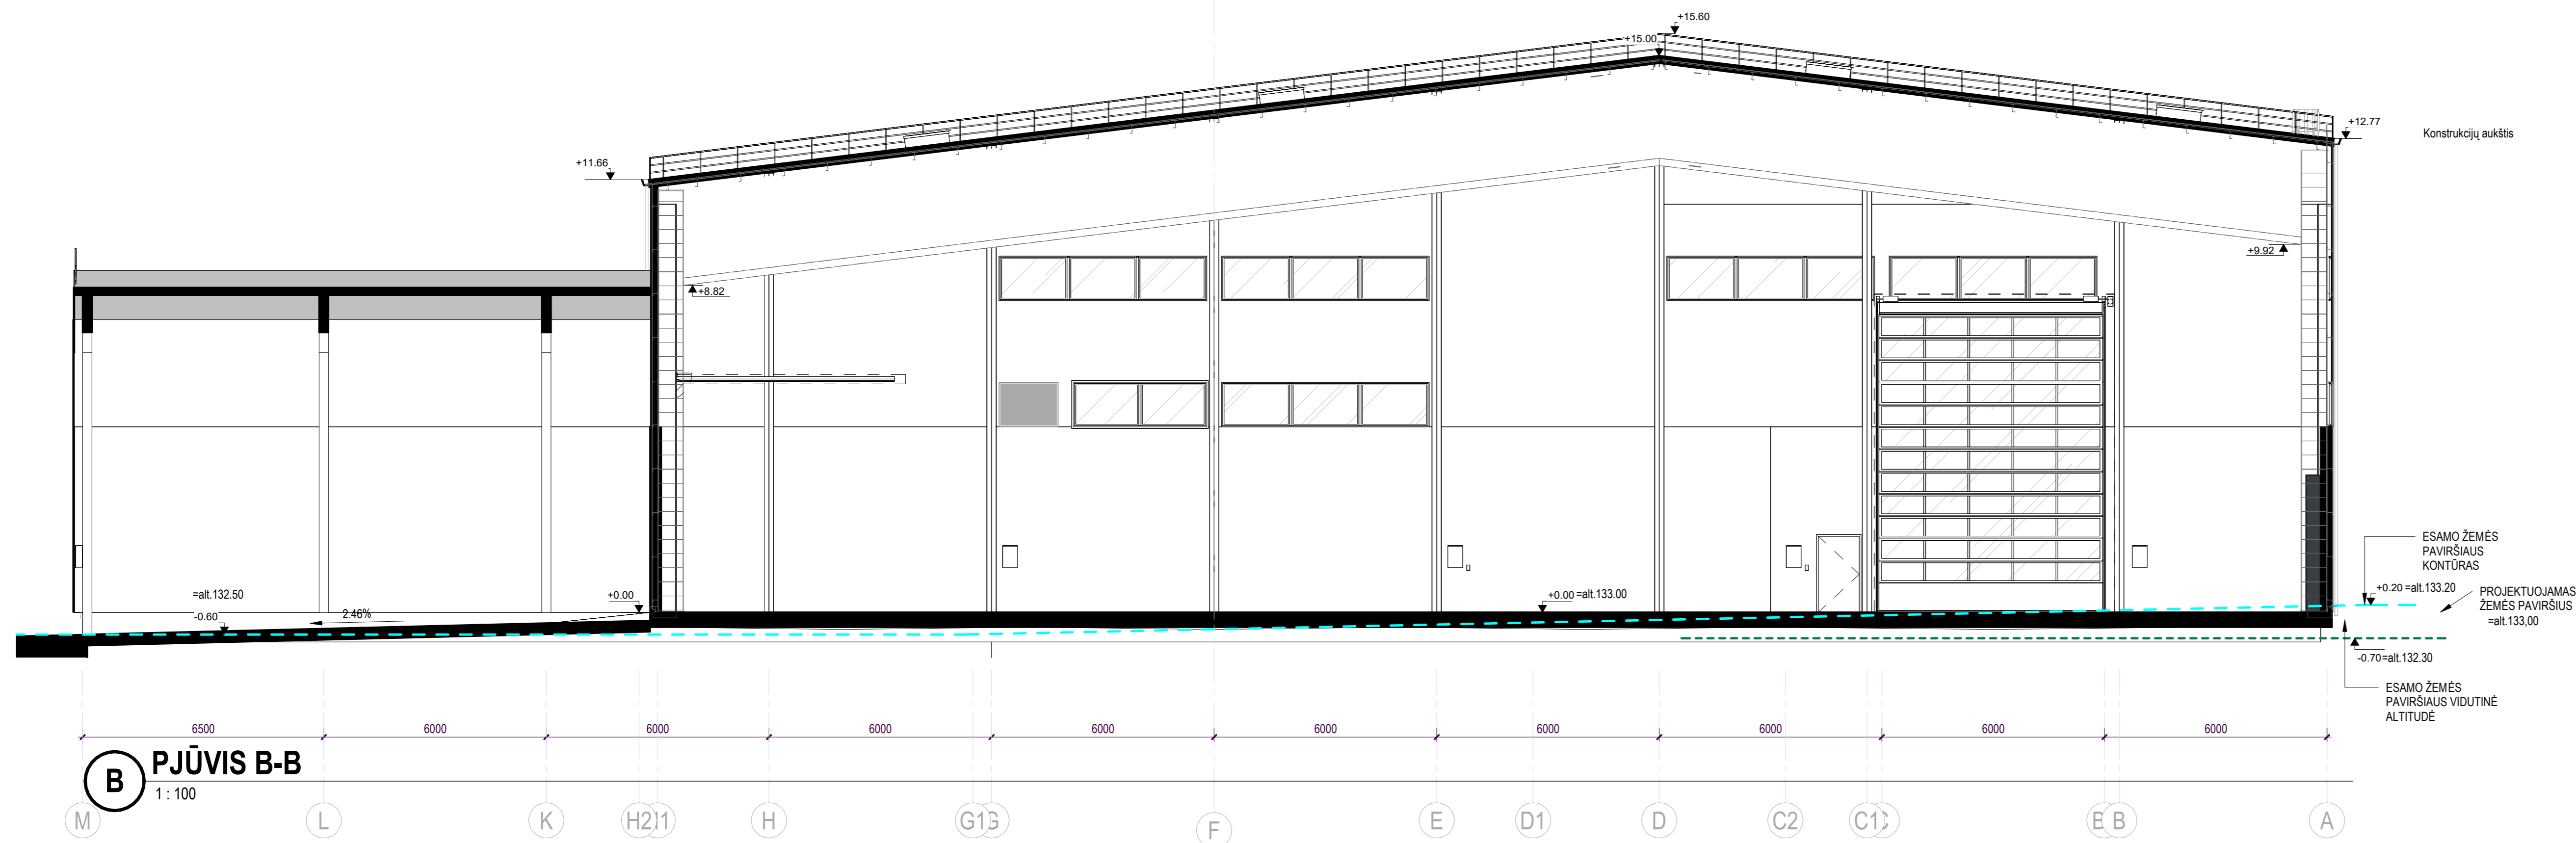 +15.60
+15.00
+12.77
Konstrukcijų aukštis
+11.66
+9.92
+8.82
ESAMO ŽEMĖS
PAVIRŠIAUS
KONTŪRAS
+0.20 =alt.133.20
PROJEKTUOJAMAS
ŽEMĖS PAVIRŠIUS
=alt.133,00
=alt.132.50
-0.60
2.46%
+0.00
+0.00 =alt.133.00
-0.70=alt.132.30
ESAMO ŽEMĖS
PAVIRŠIAUS VIDUTINĖ
ALTITUDĖ
6500 6000 6000 6000 6000 6000 6000 6000 6000 6000
B PJŪVIS B-B
1 : 100
M L K H2 H G1 F E D1 D C2 C1 B A